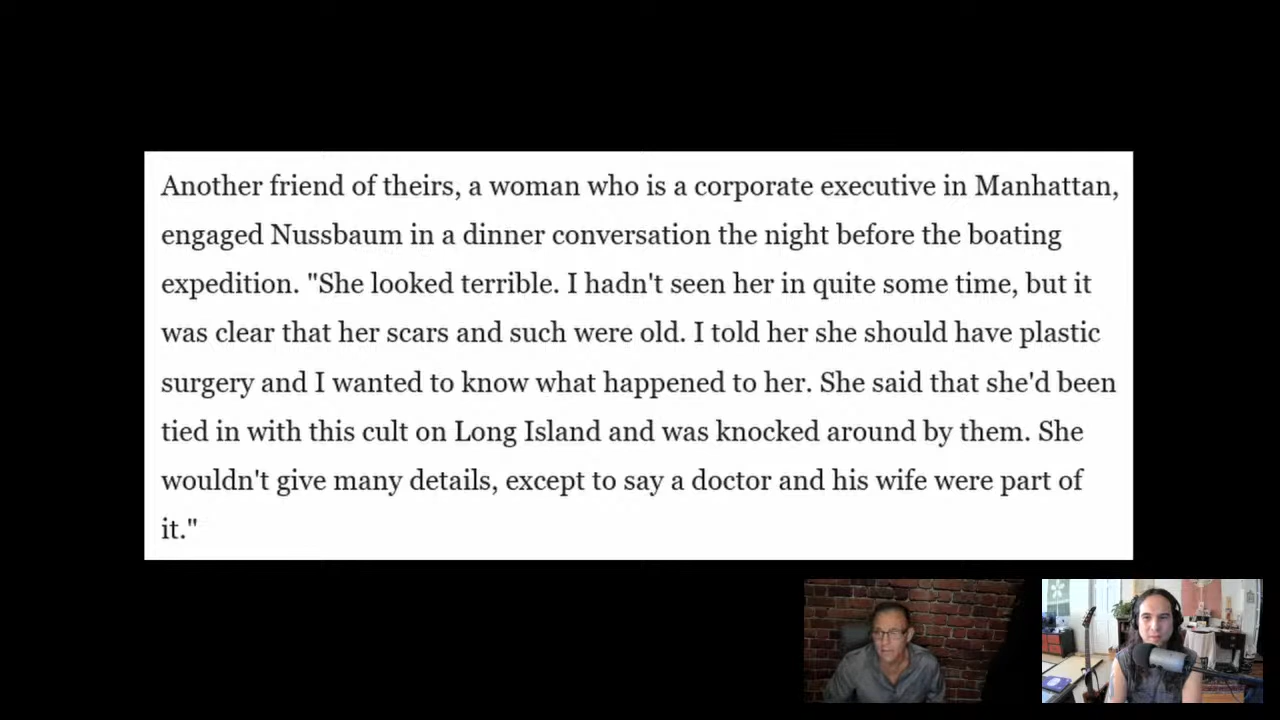 Another friend of theirs, a woman who is a corporate executive in Manhattan,
engaged Nussbaum in a dinner conversation the night before the boating
expedition. "She looked terrible. I hadn't seen her in quite some time, but it
was clear that her scars and such were old. I told her she should have plastic
surgery and I wanted to know what happened to her. She said that she'd been
tied in with this cult on Long Island and was knocked around by them. She
wouldn't give many details, except to say a doctor and his wife were part of
it."